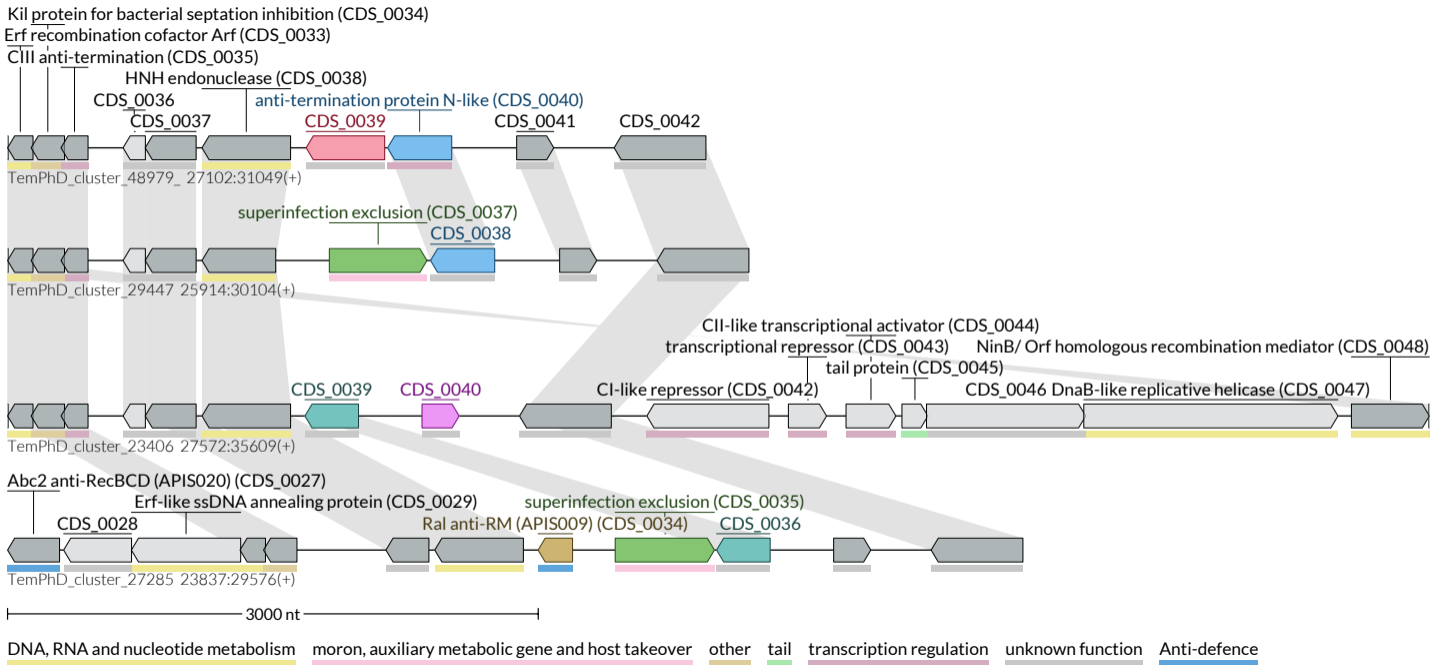 Kil protein for bacterial septation inhibition (CDS_0034)
Erf recombination cofactor Arf (CDS_0033)
CIII anti-termination (CDS_0035)
HNH endonuclease (CDS_0038)
CDS_0036 anti-termination protein N-like (CDS_0040)
CDS_0037 CDS_0039 CDS_0041 CDS_0042
TemPhD_cluster_48979_ 27102:31049(+)
superinfection exclusion (CDS_0037)
CDS_0038
TemPhD_cluster_29447 25914:30104(+)
CII-like transcriptional activator (CDS_0044)
transcriptional repressor (CDS_0043) NinB/ Orf homologous recombination mediator (CDS_0048)
tail protein (CDS_0045)
CDS_0039 CDS_0040 CI-like repressor (CDS_0042) CDS_0046 DnaB-like replicative helicase (CDS_0047)
TemPhD_cluster_23406 27572:35609(+)
Abc2 anti-RecBCD (APIS020) (CDS_0027)
Erf-like ssDNA annealing protein (CDS_0029) superinfection exclusion (CDS_0035)
CDS_0028 Ral anti-RM (APIS009) (CDS_0034) CDS_0036
TemPhD_cluster_27285 23837:29576(+)
3000 nt
DNA, RNA and nucleotide metabolism moron, auxiliary metabolic gene and host takeover other tail transcription regulation unknown function Anti-defence